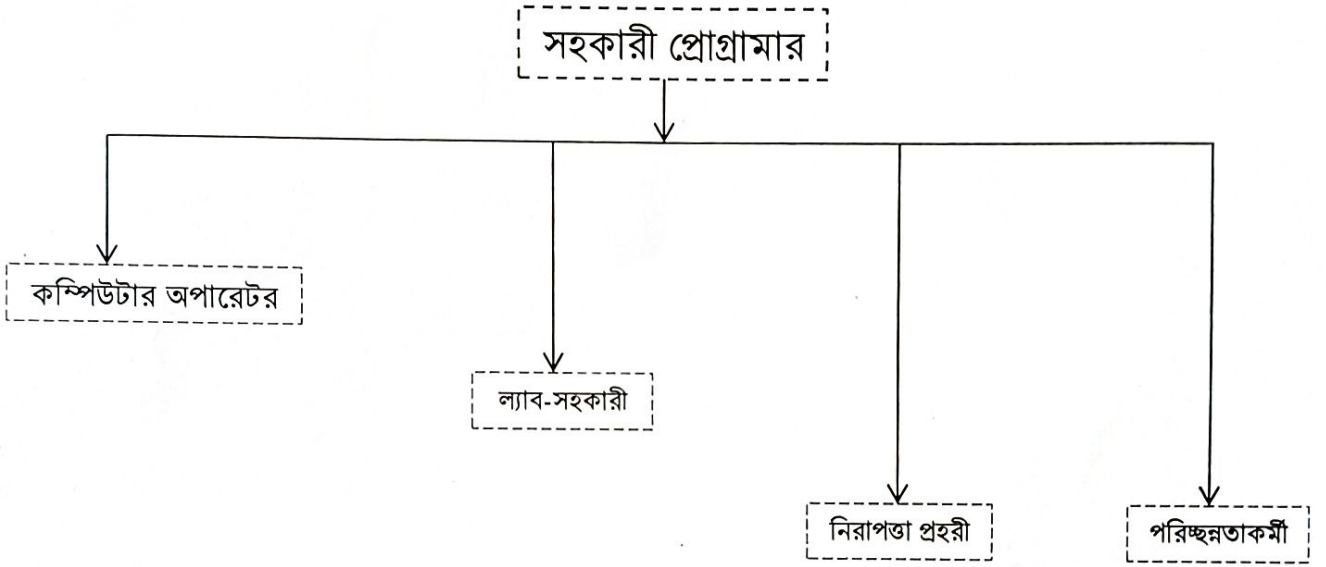 সহকারী প্রোগ্রামার
কম্পিউটার অপারেটর
ল্যাব-সহকারী
নিরাপত্তা প্রহরী
পরিচ্ছন্নতাকর্মী